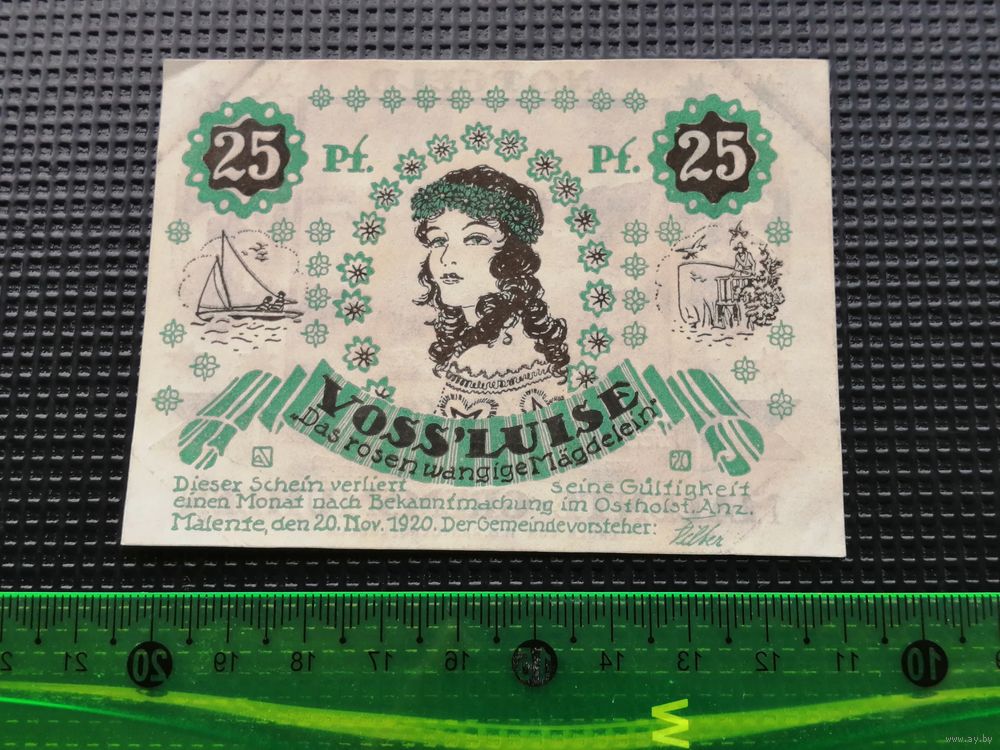 25 Pf. Pf. 25
VOSS' LUISE
„Das rosenwangige Mägdelein“
20
Dieser Schein verliert seine Gültigkeit
einen Monat nach Bekanntmachung im Ostholst. Anz.
Malente, den 20. Nov. 1920. Der Gemeindevorsteher:
21 20 19 18 17 16 15 14 13 12 11 10
www.ay.by